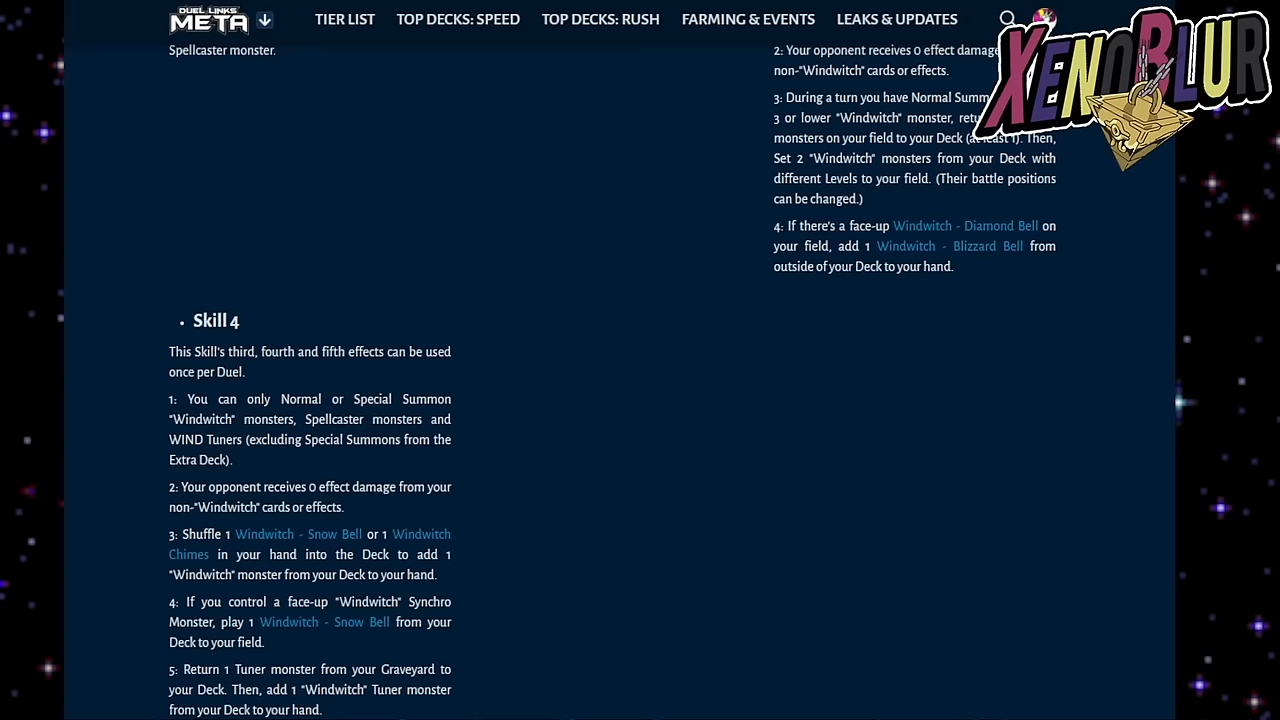 DUEL LINKS
META
TIER LIST
TOP DECKS: SPEED
TOP DECKS: RUSH
FARMING & EVENTS
LEAKS & UPDATES
XENOBLUR
Spellcaster monster.
2: Your opponent receives 0 effect damage
non-"Windwitch" cards or effects.
3: During a turn you have Normal
3 or lower "Windwitch" monster,
monsters on your field to your Deck (at least 1). Then,
Set 2 "Windwitch" monsters from your Deck with
different Levels to your field. (Their battle positions
can be changed.)
4: If there's a face-up Windwitch - Diamond Bell on
your field, add 1 Windwitch - Blizzard Bell from
outside of your Deck to your hand.
• Skill 4
This Skill's third, fourth and fifth effects can be used
once per Duel.
1: You can only Normal or Special Summon
"Windwitch" monsters, Spellcaster monsters and
WIND Tuners (excluding Special Summons from the
Extra Deck).
2: Your opponent receives 0 effect damage from your
non-"Windwitch" cards or effects.
3: Shuffle 1 Windwitch - Snow Bell or 1 Windwitch
Chimes in your hand into the Deck to add 1
"Windwitch" monster from your Deck to your hand.
4: If you control a face-up "Windwitch" Synchro
Monster, play 1 Windwitch - Snow Bell from your
Deck to your field.
5: Return 1 Tuner monster from your Graveyard to
your Deck. Then, add 1 "Windwitch" Tuner monster
from your Deck to your hand.